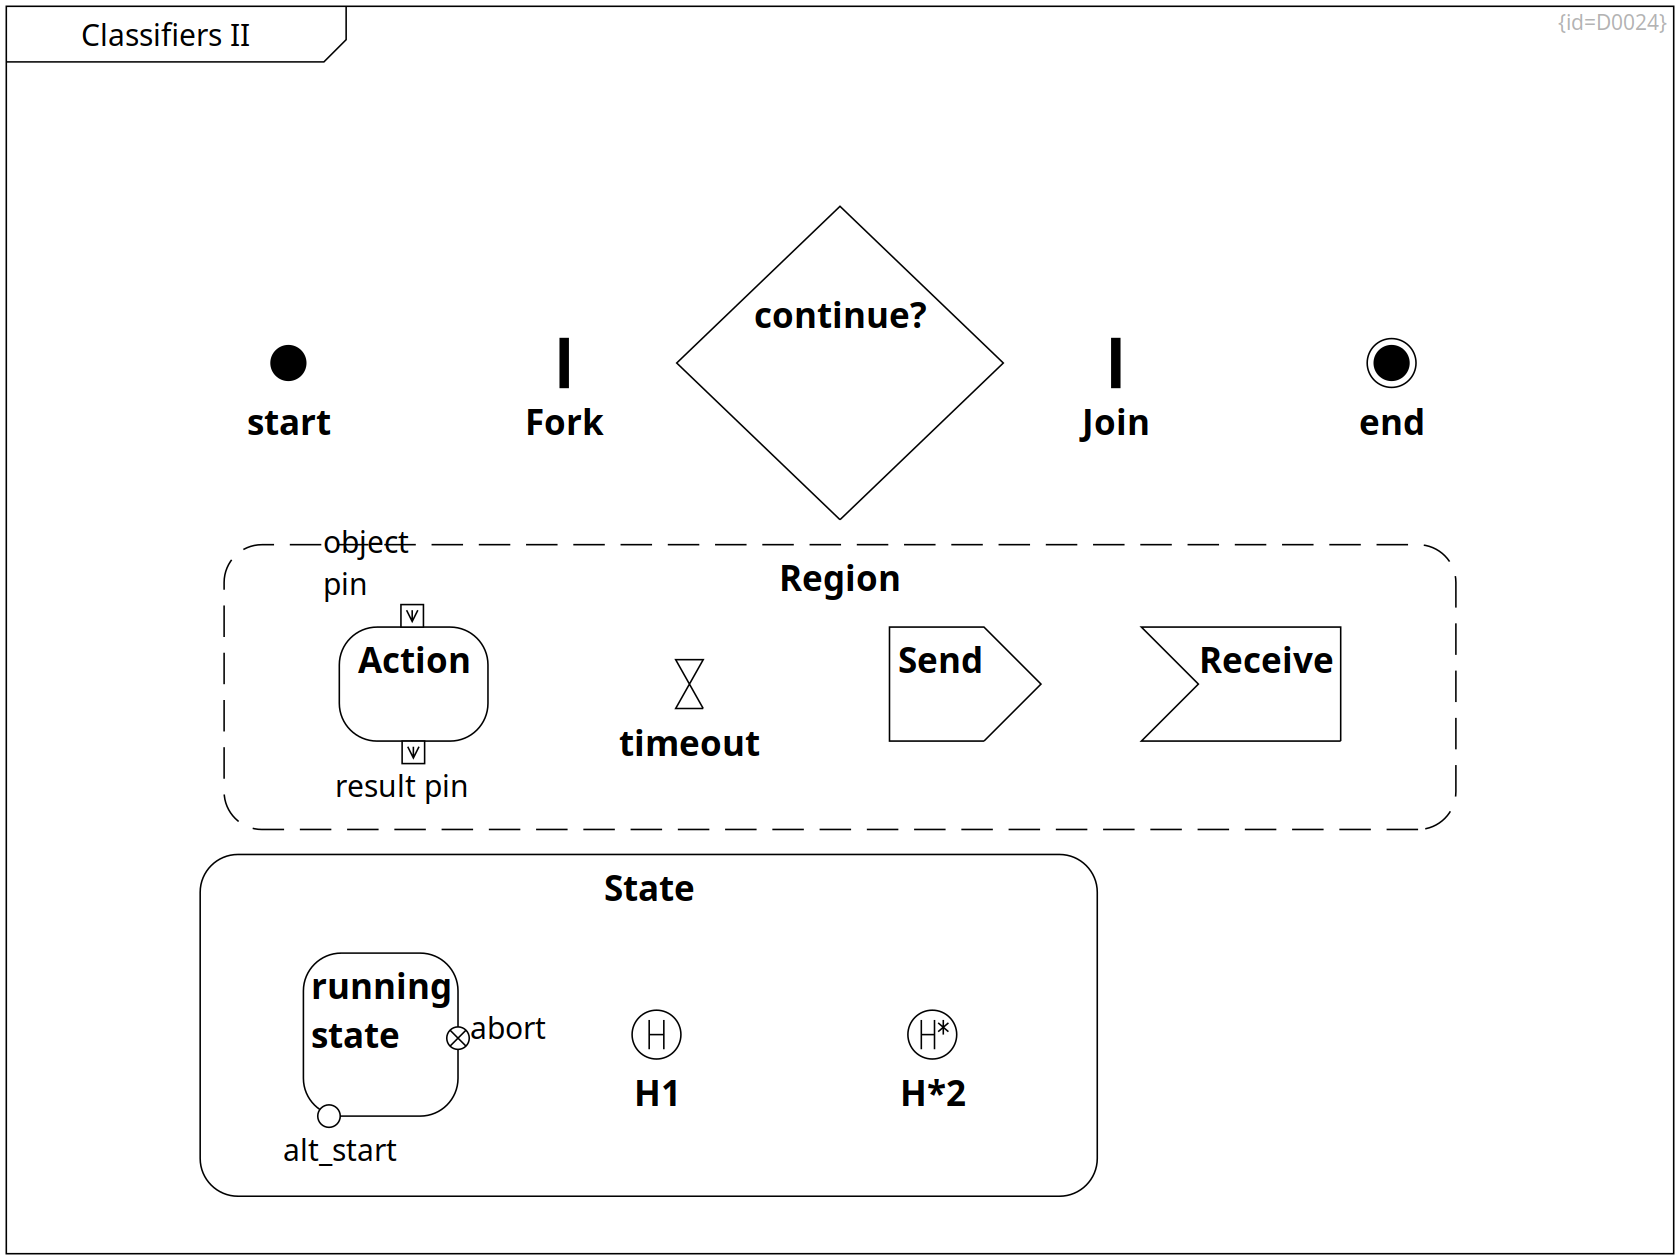 Classifiers II
{id=D0024}
continue?
start
Fork
Join
end
object
pin
Region
Action
Send
Receive
timeout
result pin
State
running
state
abort
H
H*
H1
H*2
alt_start